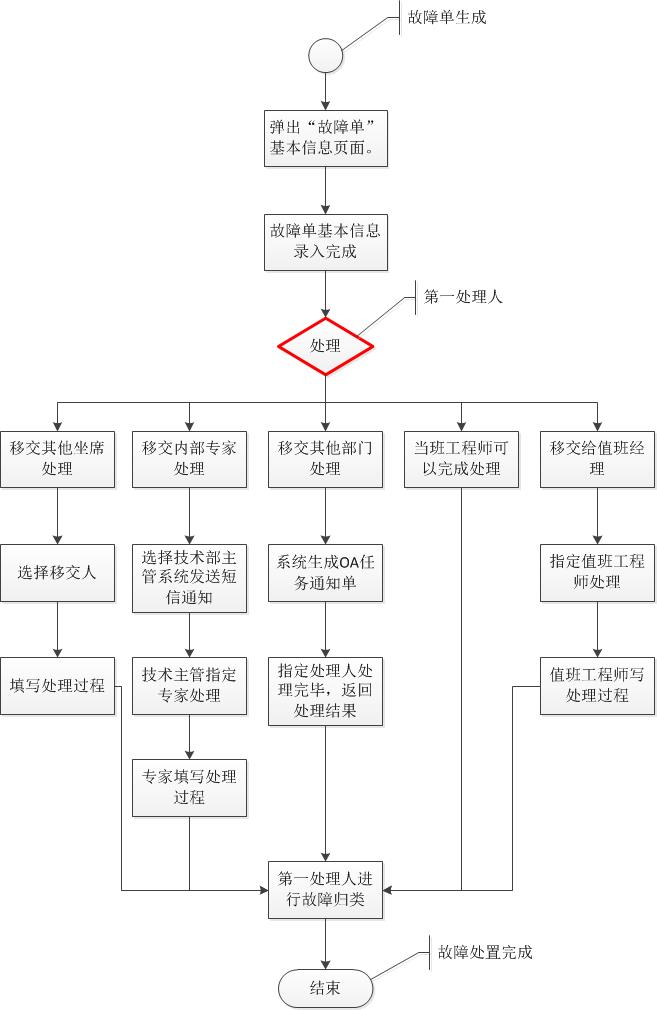 故障单生成
弹出“故障单”
基本信息页面。
故障单基本信息
录入完成
第一处理人
处理
移交其他坐席
处理
移交内部专家
处理
移交其他部门
处理
当班工程师可
以完成处理
移交给值班经
理
选择移交人
选择技术部主
管系统发送短
信通知
系统生成OA任
务通知单
指定值班工程
师处理
填写处理过程
技术主管指定
专家处理
指定处理人处
理完毕，返回
处理结果
值班工程师写
处理过程
专家填写处理
过程
第一处理人进
行故障归类
故障处置完成
结束